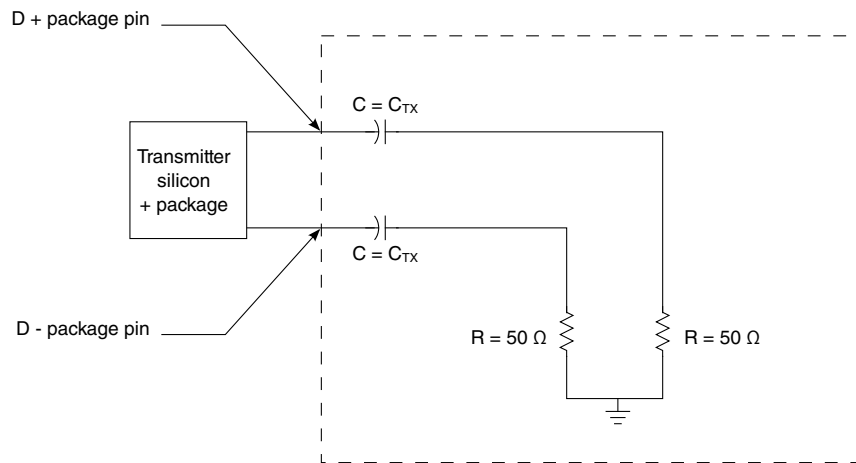 D + package pin
C = CTX
Transmitter
silicon
+ package
C = CTX
D - package pin
R = 50 Ω
R = 50 Ω